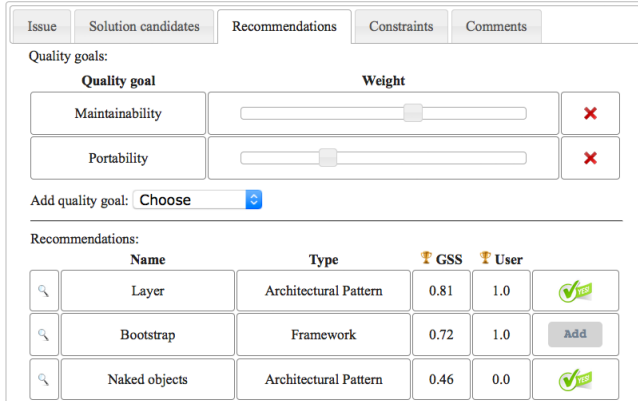 Issue Solution candidates Recommendations Constraints Comments
Quality goals:
Quality goal Weight
Maintainability
Portability
Add quality goal: Choose
Recommendations:
Name Type GSS User
Layer Architectural Pattern 0.81 1.0 YES!
Bootstrap Framework 0.72 1.0 Add
Naked objects Architectural Pattern 0.46 0.0 YES!